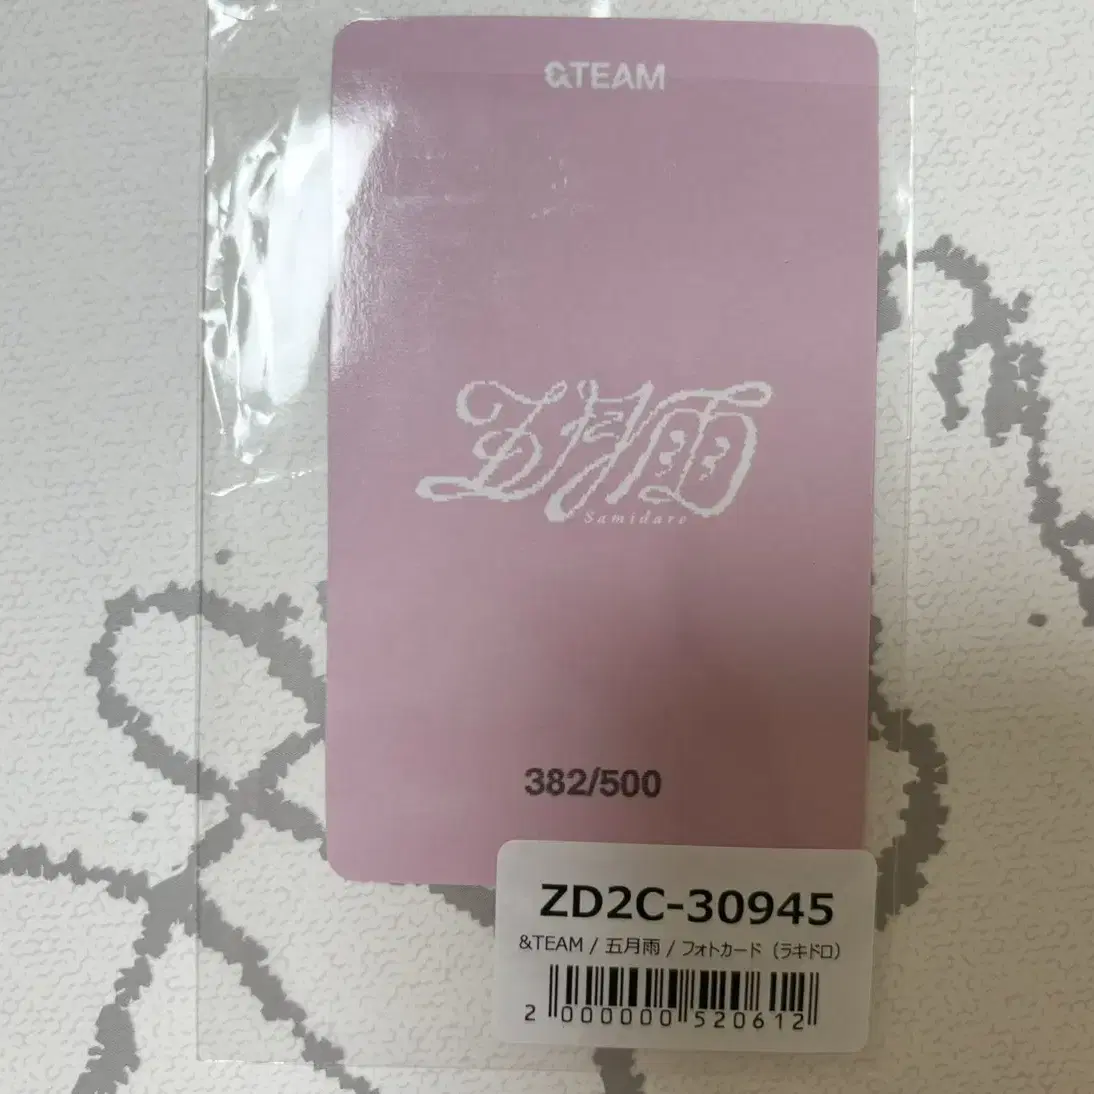 &TEAM
五月雨
Samidare
382/500
ZD2C-30945
&TEAM / 五月雨 / フォトカード（ラキドロ）
2 000000 520612